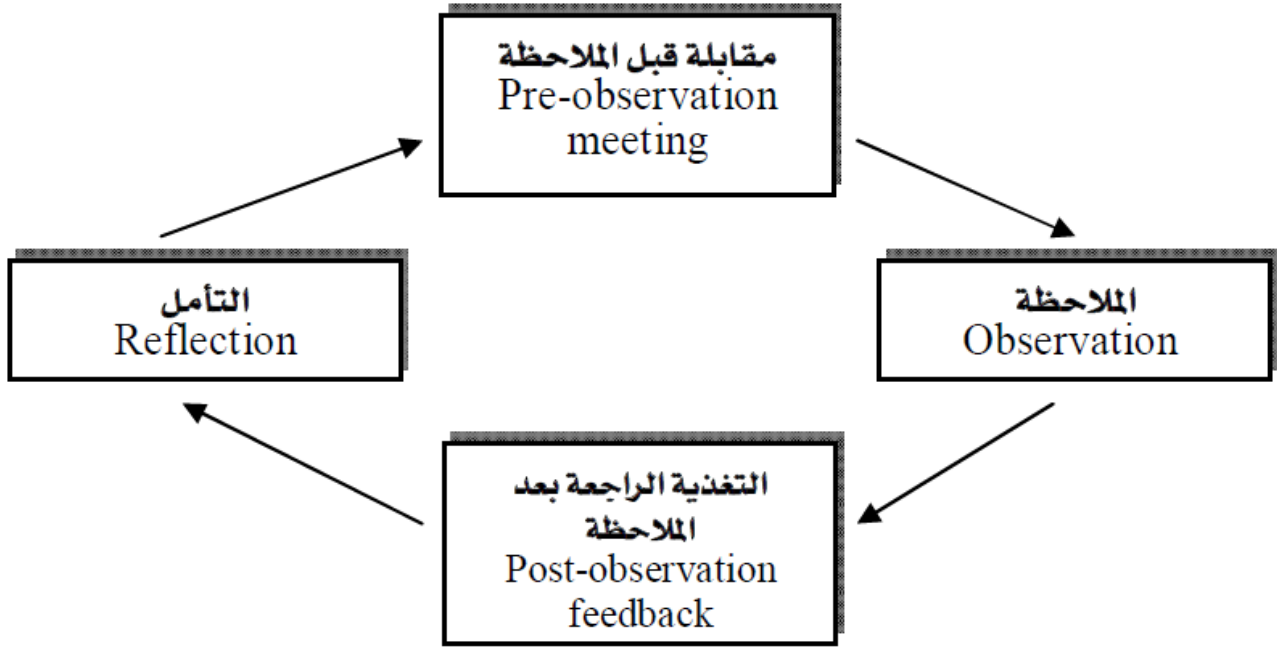 مقابلة قبل الملاحظة
Pre-observation
meeting
التأمل
Reflection
الملاحظة
Observation
التغذية الراجعة بعد
الملاحظة
Post-observation
feedback